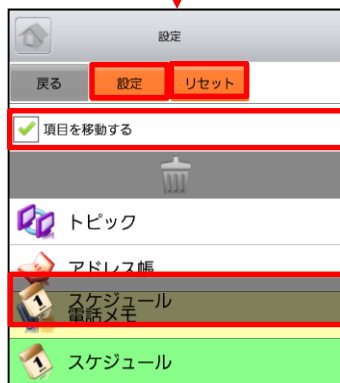 設定
戻る 設定 リセット
項目を移動する
トピック
アドレス帳
スケジュール
電話メモ
スケジュール